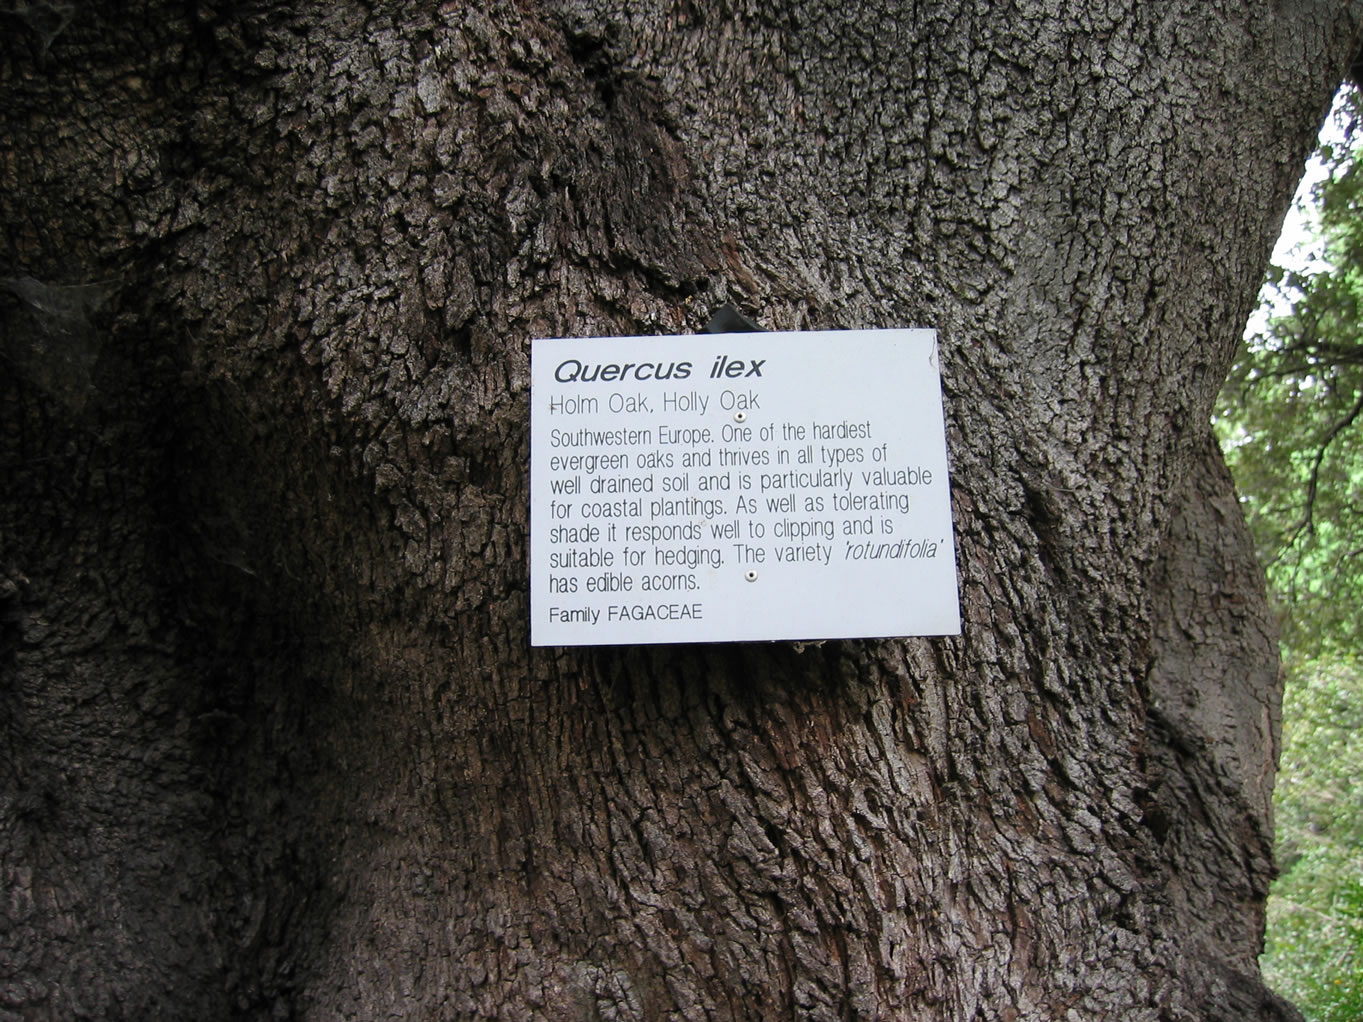 Quercus ilex
Holm Oak, Holly Oak
Southwestern Europe. One of the hardiest
evergreen oaks and thrives in all types of
well drained soil and is particularly valuable
for coastal plantings. As well as tolerating
shade it responds well to clipping and is
suitable for hedging. The variety 'rotundifolia'
has edible acorns.
Family FAGACEAE